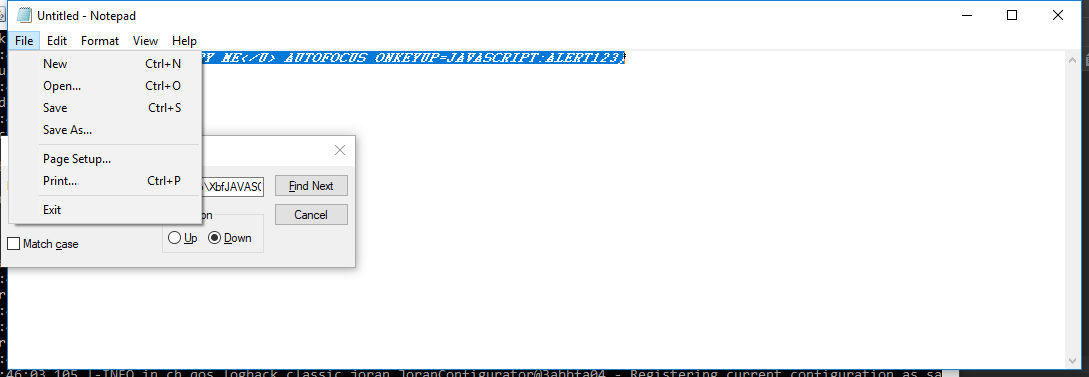 Untitled - Notepad
File Edit Format View Help
PY ME</U> AUTOFOCUS ONKEYUP=JAVASCRIPT:ALERT123;
New Ctrl+N
Open... Ctrl+O
Save Ctrl+S
Save As...
Page Setup...
Print... Ctrl+P
Exit
\XbfJAVASC
Find Next
Cancel
on
Up Down
Match case
:46:03,105 |-INFO in ch.qos.logback.classic.joran.JoranConfigurator@3abbfa04 - Registering current configuration as sa